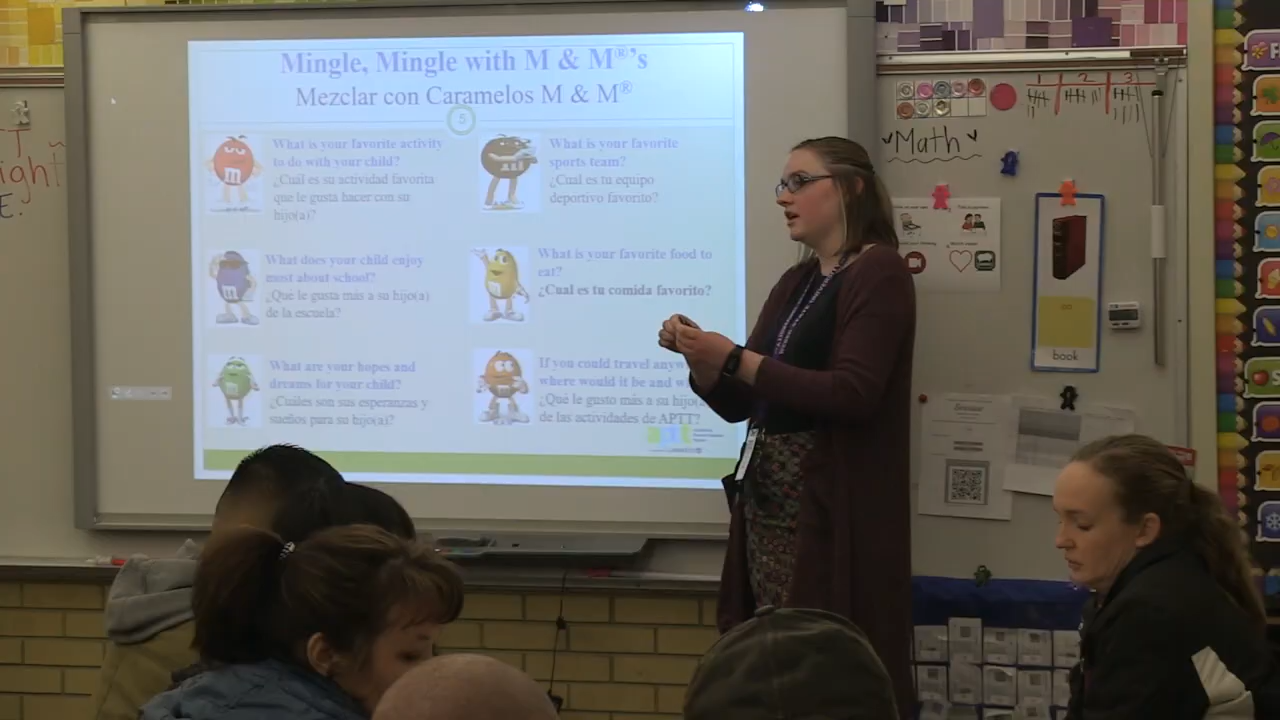 Mingle, Mingle with M & M®'s
Mezclar con Caramelos M & M®
5
What is your favorite activity
to do with your child?
¿Cuál es su actividad favorita
que le gusta hacer con su
hijo(a)?
What is your favorite
sports team?
¿Cual es tu equipo
deportivo favorito?
What does your child enjoy
most about school?
¿Qué le gusta más a su hijo(a)
de la escuela?
What is your favorite food to
eat?
¿Cual es tu comida favorito?
What are your hopes and
dreams for your child?
¿Cuáles son sus esperanzas y
sueños para su hijo(a)?
If you could travel
where would it be and
¿Qué le gusto más a su
de las actividades de APTT?
1 2 3
Math
book